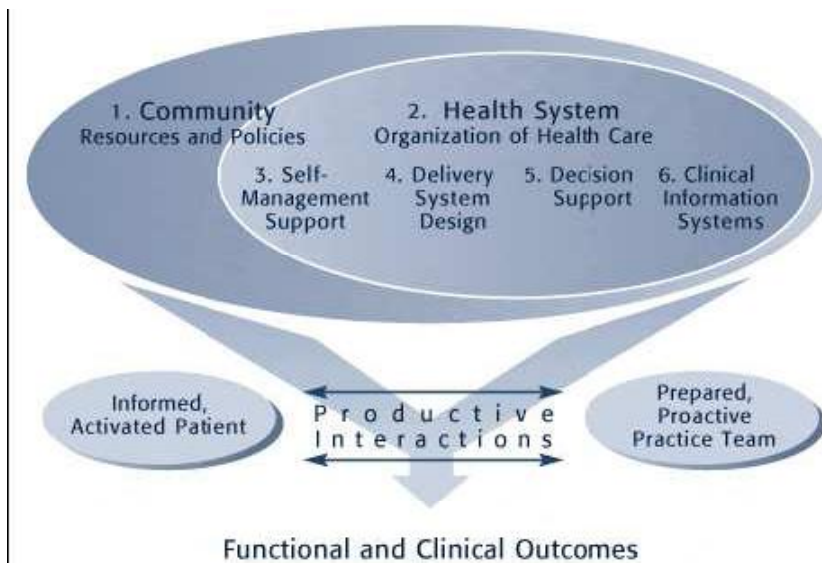 1. Community
Resources and Policies
2. Health System
Organization of Health Care
3. Self-
Management
Support
4. Delivery
System
Design
5. Decision
Support
6. Clinical
Information
Systems
Informed,
Activated Patient
Productive
Interactions
Prepared,
Proactive
Practice Team
Functional and Clinical Outcomes